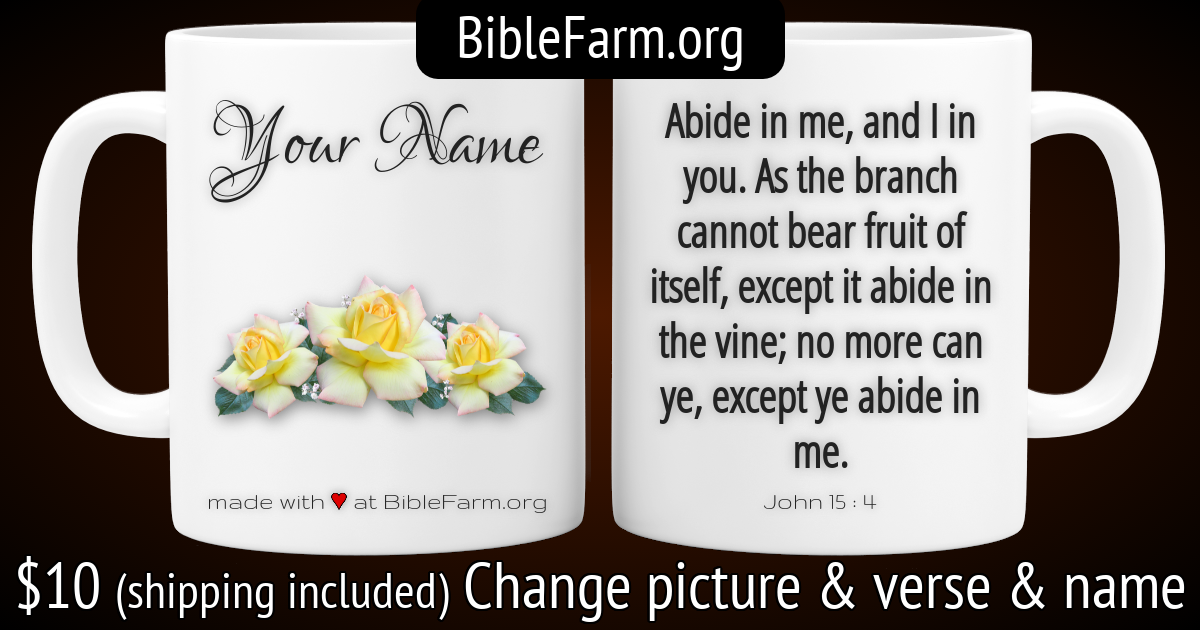 BibleFarm.org
Your Name
made with ♥ at BibleFarm.org
Abide in me, and I in
you. As the branch
cannot bear fruit of
itself, except it abide in
the vine; no more can
ye, except ye abide in
me.
John 15 : 4
$10 (shipping included) Change picture & verse & name